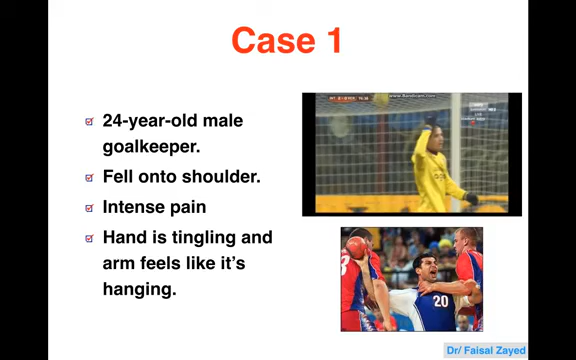 Case 1
24-year-old male
goalkeeper.
Fell onto shoulder.
Intense pain
Hand is tingling and
arm feels like it's
hanging.
20
Dr/ Faisal Zayed